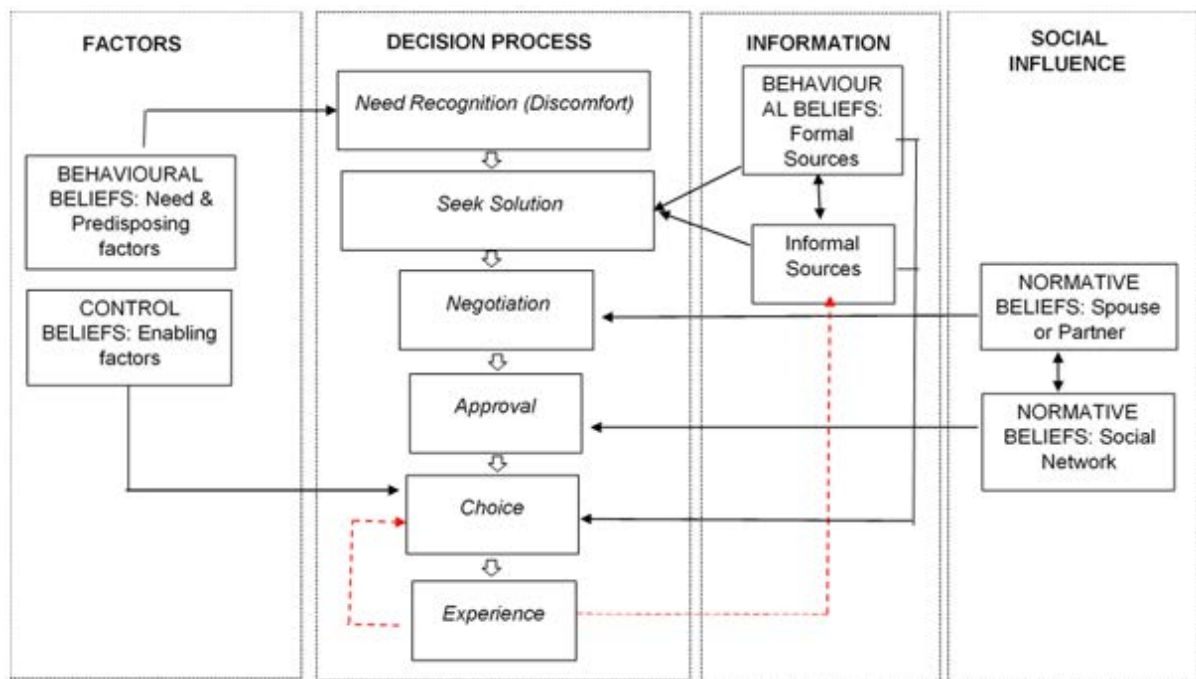 FACTORS
BEHAVIOURAL
BELIEFS: Need &
Predisposing
factors
CONTROL
BELIEFS: Enabling
factors
DECISION PROCESS
Need Recognition (Discomfort)
Seek Solution
Negotiation
Approval
Choice
Experience
INFORMATION
BEHAVIOUR
AL BELIEFS:
Formal
Sources
Informal
Sources
SOCIAL
INFLUENCE
NORMATIVE
BELIEFS: Spouse
or Partner
NORMATIVE
BELIEFS: Social
Network